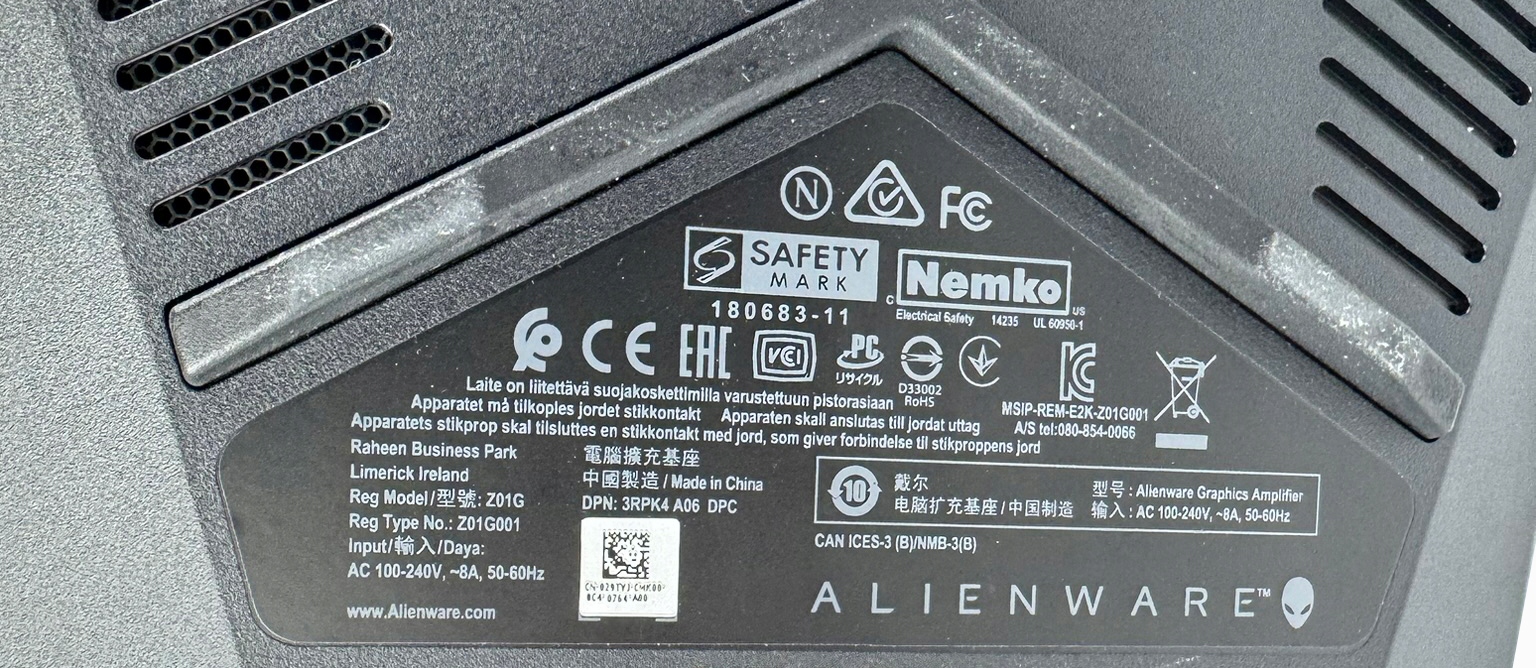 N
FC
SAFETY
MARK
180683-11
Nemko
c
us
Electrical Safety 14235 UL 60950-1
CE
EAC
VCI
PC
リサイクル
D33002
RoHS
MSIP-REM-E2K-Z01G001
A/S tel:080-854-0066
Laite on liitettävä suojakoskettimilla varustettuun pistorasiaan
Apparatet må tilkoples jordet stikkontakt Apparaten skall anslutas till jordat uttag
Apparatets stikprop skal tilsluttes en stikkontakt med jord, som giver forbindelse til stikproppens jord
Raheen Business Park
Limerick Ireland
Reg Model/型號: Z01G
Reg Type No.: Z01G001
Input/輸入/Daya:
AC 100-240V, ~8A, 50-60Hz
www.Alienware.com
電腦擴充基座
中國製造 / Made in China
DPN: 3RPK4 A06 DPC
10
戴尔
电脑扩充基座 / 中国制造
型号 : Alienware Graphics Amplifier
输入 : AC 100-240V, ~8A, 50-60Hz
CAN ICES-3 (B)/NMB-3(B)
ALIENWARE™